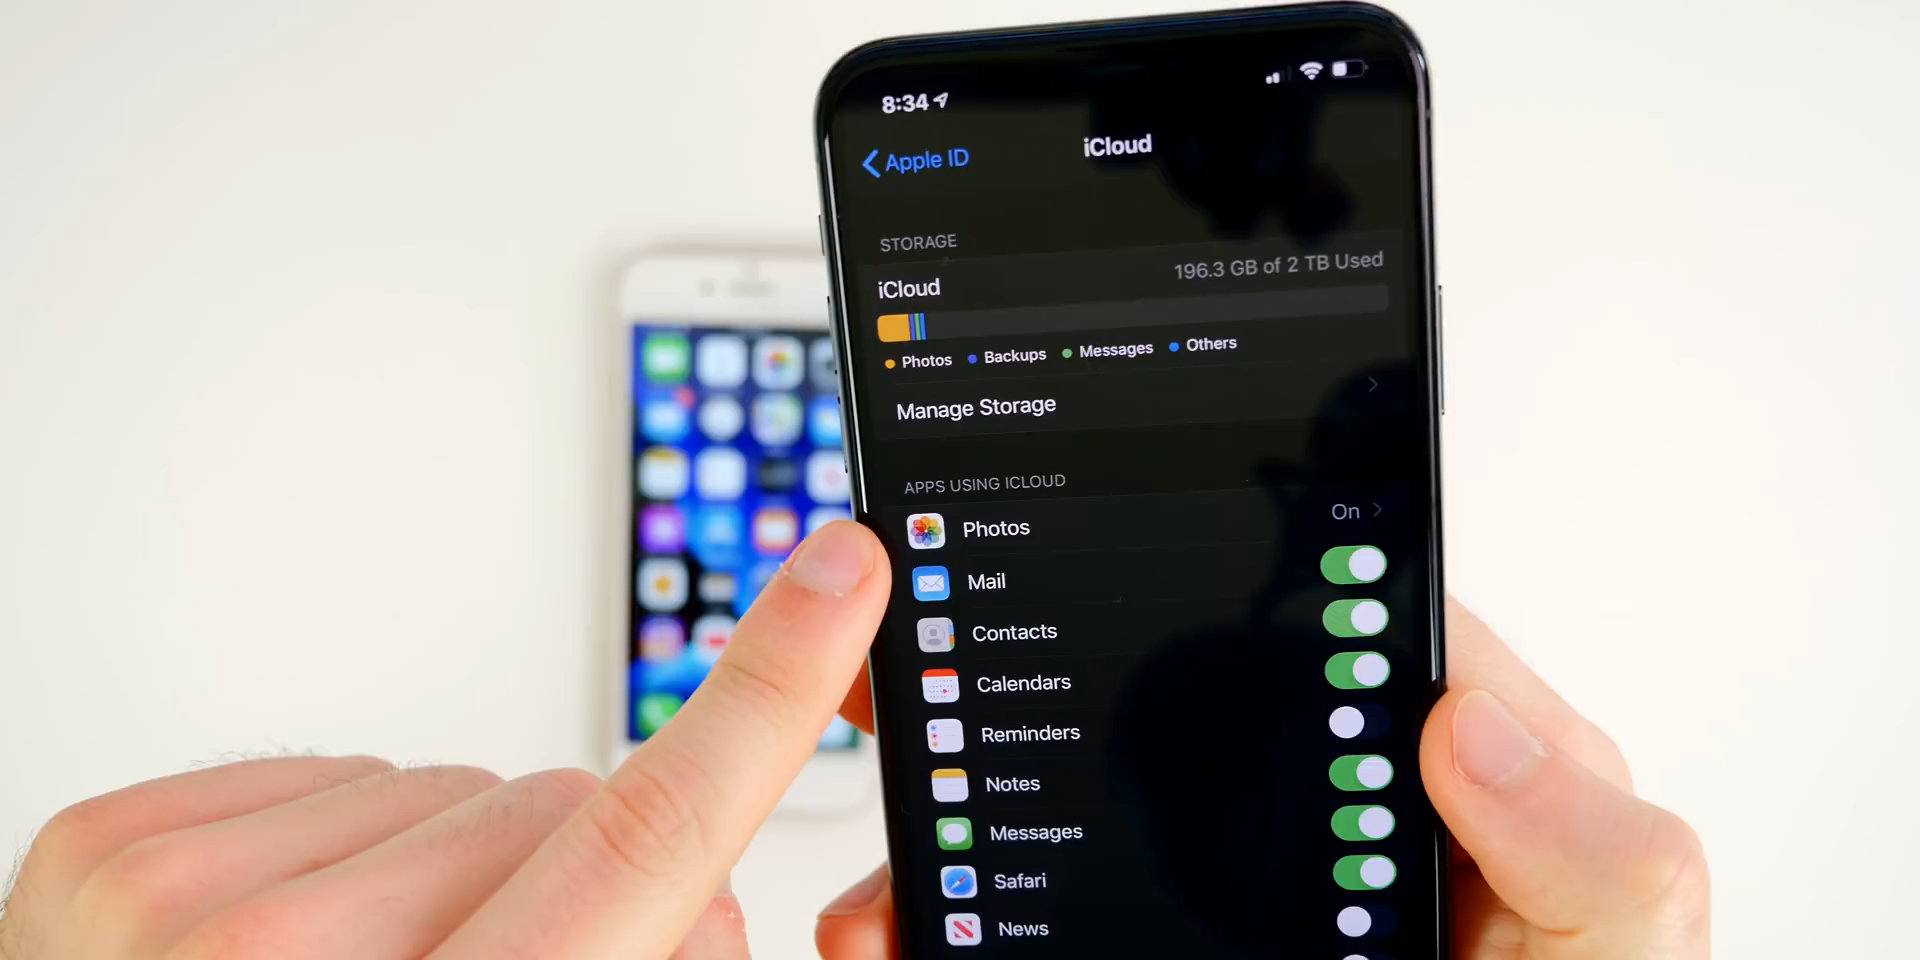 8:34
Apple ID
iCloud
STORAGE
iCloud
196.3 GB of 2 TB Used
Photos Backups Messages Others
Manage Storage
APPS USING ICLOUD
Photos
On
Mail
Contacts
Calendars
Reminders
Notes
Messages
Safari
News